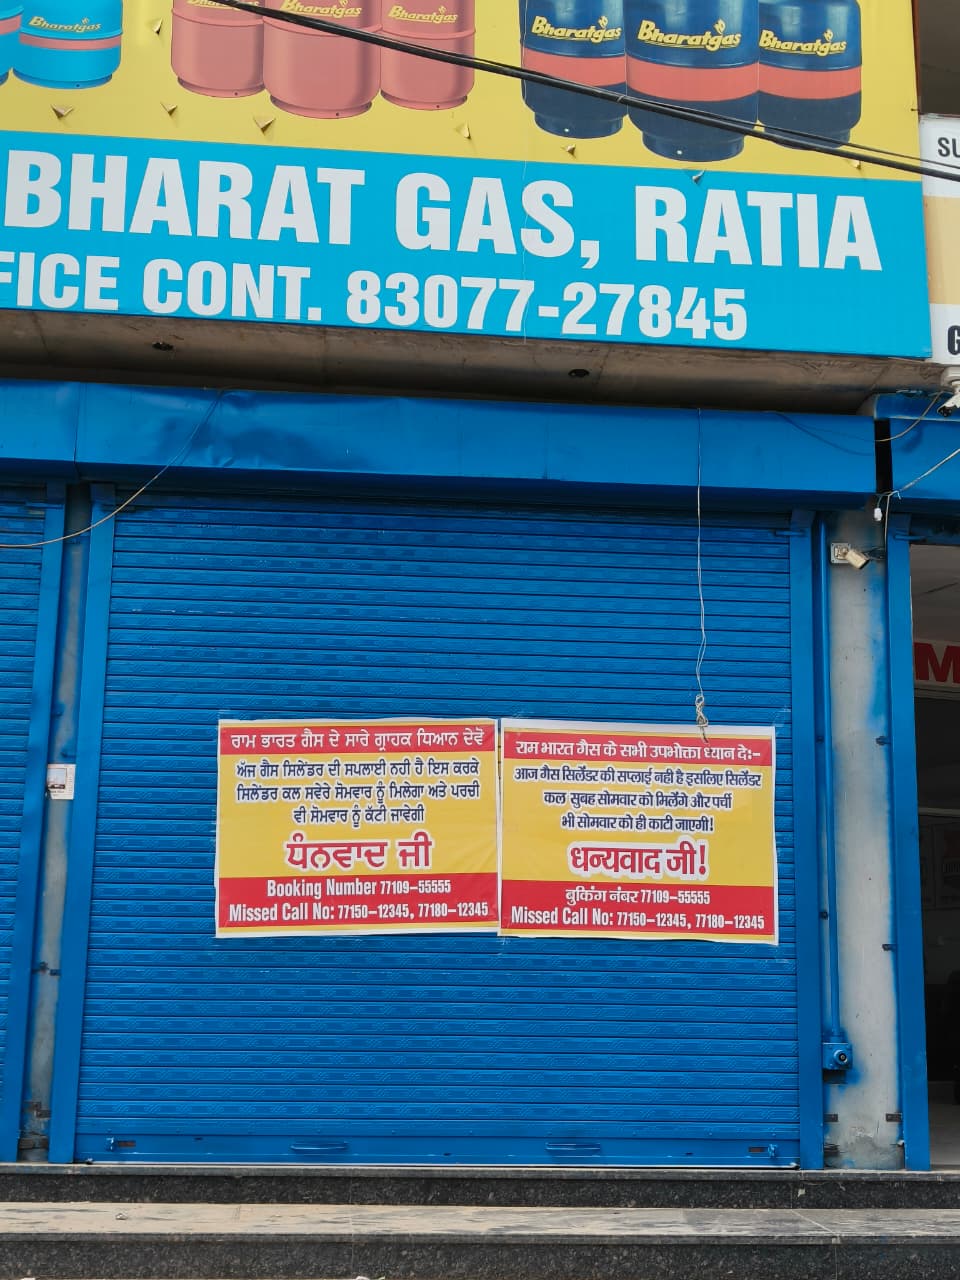 Bharatgas
Bharatgas
Bharatgas
Bharatgas
Bharatgas
Bharatgas
BHARAT GAS, RATIA
FICE CONT. 83077-27845
SU
G
M
ਰਾਮ ਭਾਰਤ ਗੈਸ ਦੇ ਸਾਰੇ ਗ੍ਰਾਹਕ ਧਿਆਨ ਦੇਵੋ
ਅੱਜ ਗੈਸ ਸਿਲੇਂਡਰ ਦੀ ਸਪਲਾਈ ਨਹੀ ਹੈ ਇਸ ਕਰਕੇ
ਸਿਲੇਂਡਰ ਕਲ ਸਵੇਰੇ ਸੋਮਵਾਰ ਨੂੰ ਮਿਲੇਗਾ ਅਤੇ ਪਰਚੀ
ਵੀ ਸੋਮਵਾਰ ਨੂੰ ਕੱਟੀ ਜਾਵੇਗੀ
ਧੰਨਵਾਦ ਜੀ
Booking Number 77109–55555
Missed Call No: 77150–12345, 77180–12345
राम भारत गैस के सभी उपभोक्ता ध्यान दे:-
आज गैस सिलेंडर की सप्लाई नही है इसलिए सिलेंडर
कल सुबह सोमवार को मिलेंगे और पर्ची
भी सोमवार को ही काटी जाएगी!
धन्यवाद जी!
बुकिंग नंबर 77109–55555
Missed Call No: 77150–12345, 77180–12345